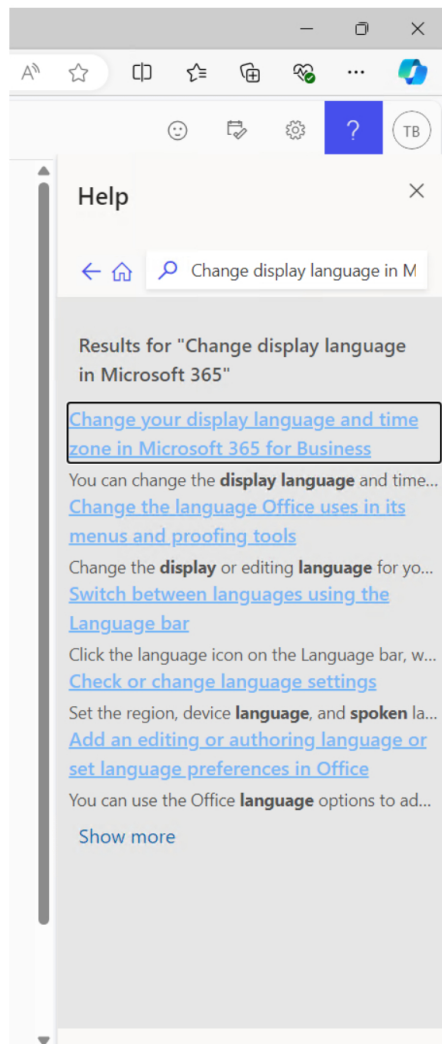 A
?
TB
Help
Change display language in M
Results for "Change display language
in Microsoft 365"
Change your display language and time
zone in Microsoft 365 for Business
You can change the display language and time...
Change the language Office uses in its
menus and proofing tools
Change the display or editing language for yo...
Switch between languages using the
Language bar
Click the language icon on the Language bar, w...
Check or change language settings
Set the region, device language, and spoken la...
Add an editing or authoring language or
set language preferences in Office
You can use the Office language options to ad...
Show more